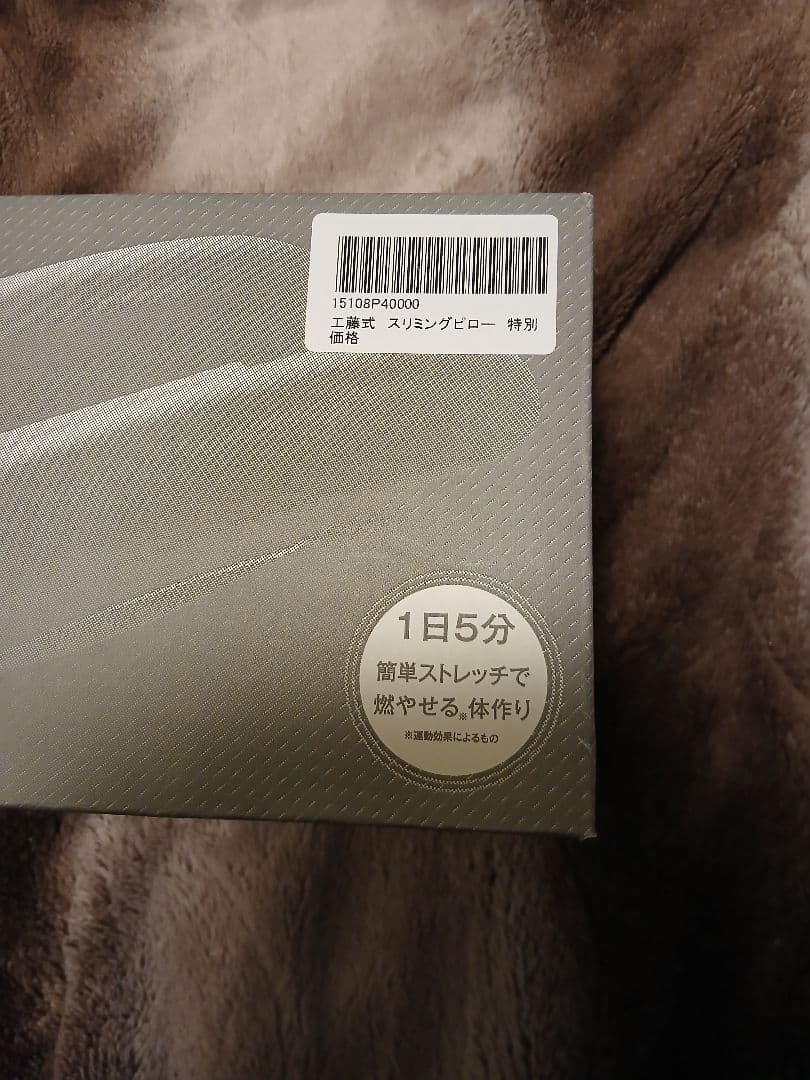 15108P40000
工藤式 スリミングピロー 特別
価格
1日5分
簡単ストレッチで
燃やせる※体作り
※運動効果によるもの